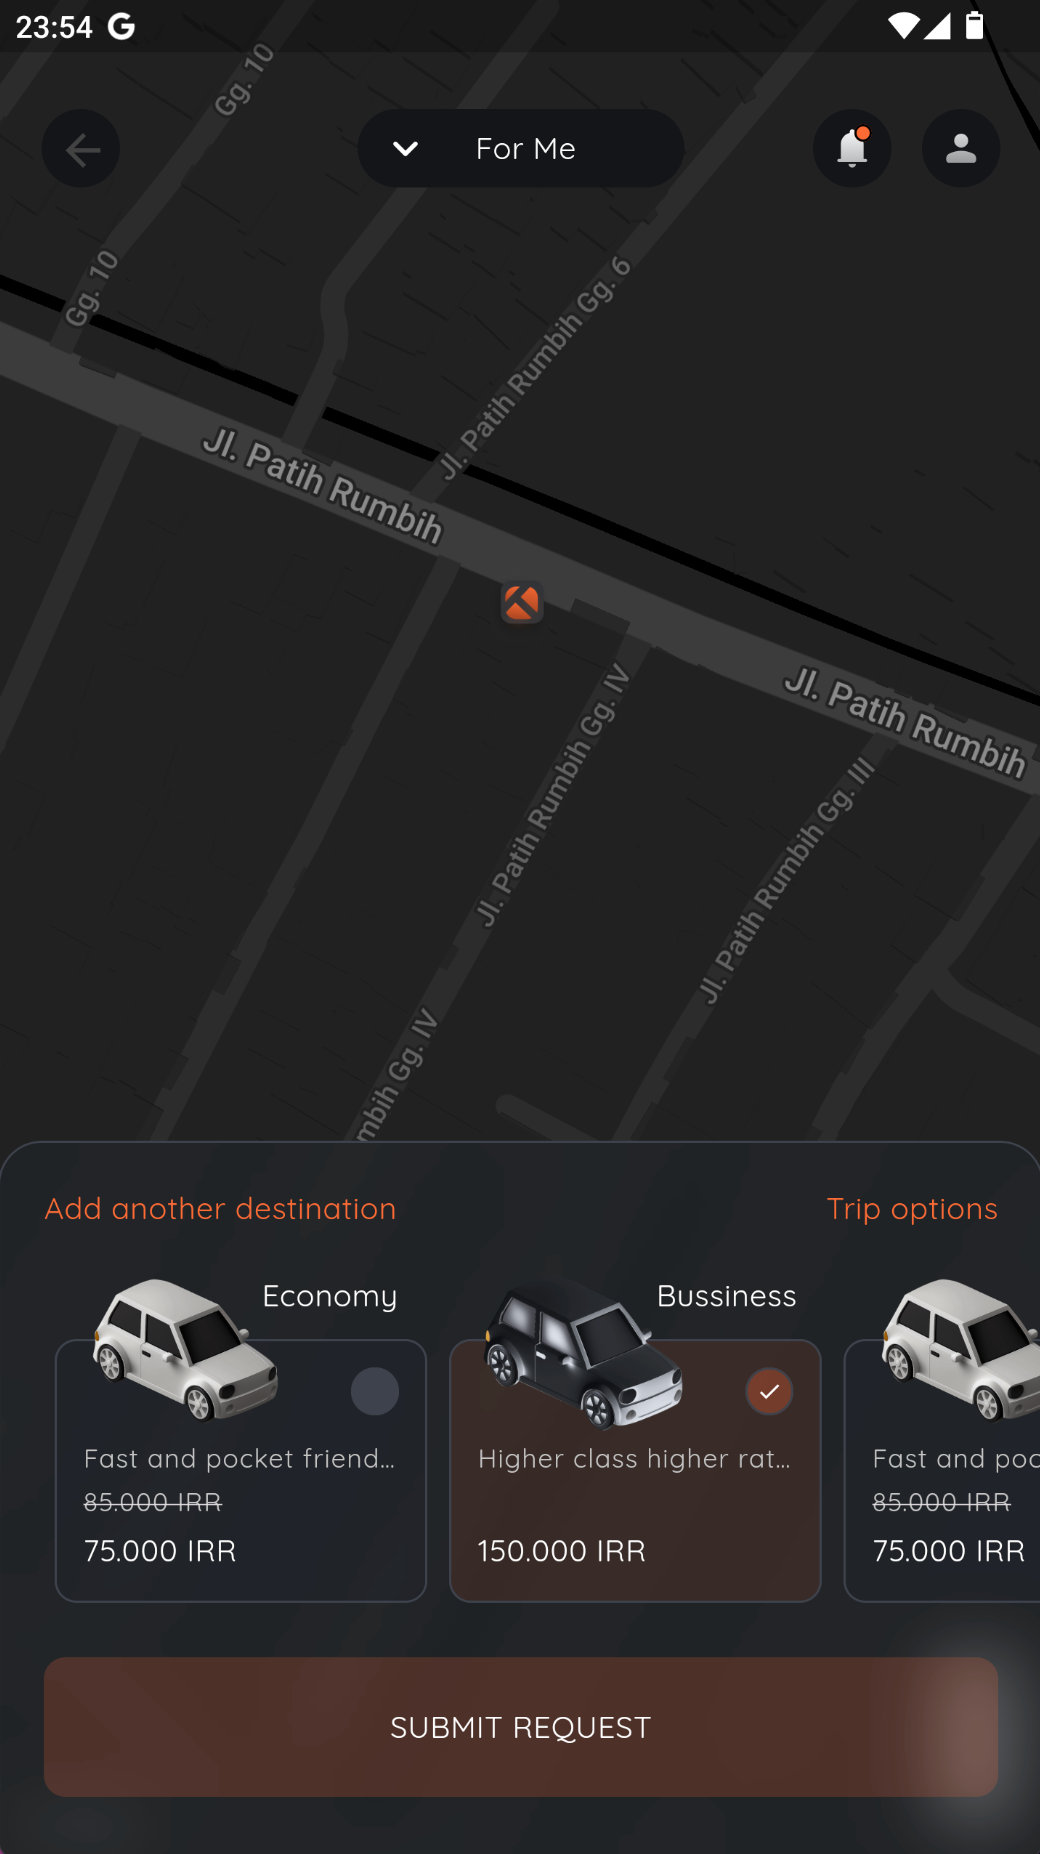 23:54 G
For Me
Gg. 10
Gg. 10
Jl. Patih Rumbih Gg. 6
Jl. Patih Rumbih
Jl. Patih Rumbih
Jl. Patih Rumbih Gg. IV
Jl. Patih Rumbih Gg. III
mbih Gg. IV
Add another destination
Trip options
Economy
Bussiness
Fast and pocket friend...
Higher class higher rat...
Fast and poc
85.000 IRR
85.000 IRR
75.000 IRR
150.000 IRR
75.000 IRR
SUBMIT REQUEST